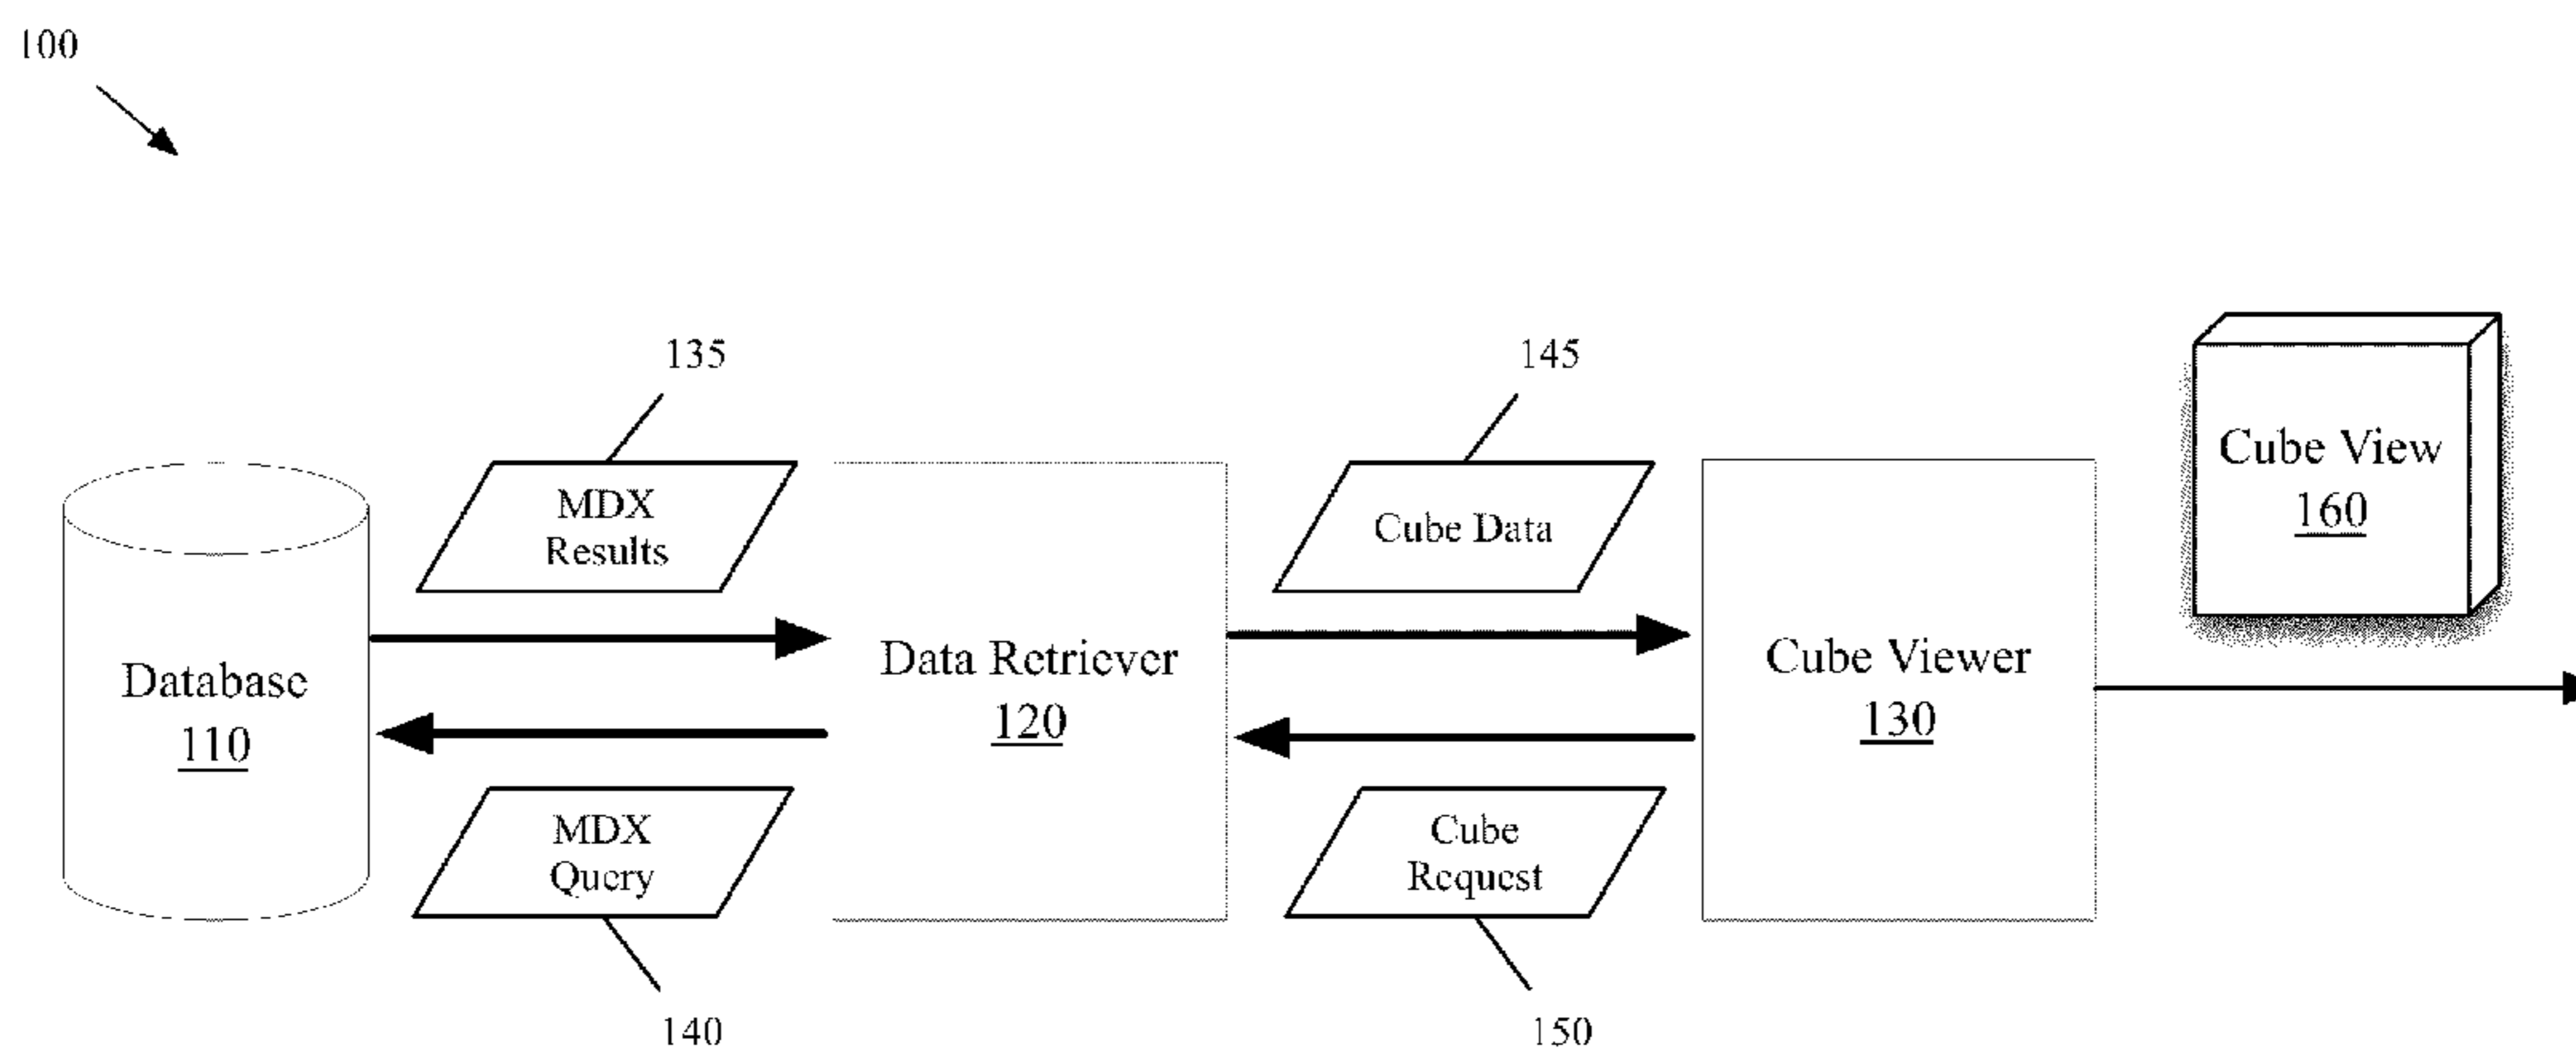 100
135
145
MDX
Results
Cube Data
Cube View
160
Database
110
Data Retriever
120
Cube Viewer
130
MDX
Query
Cube
Request
140
150